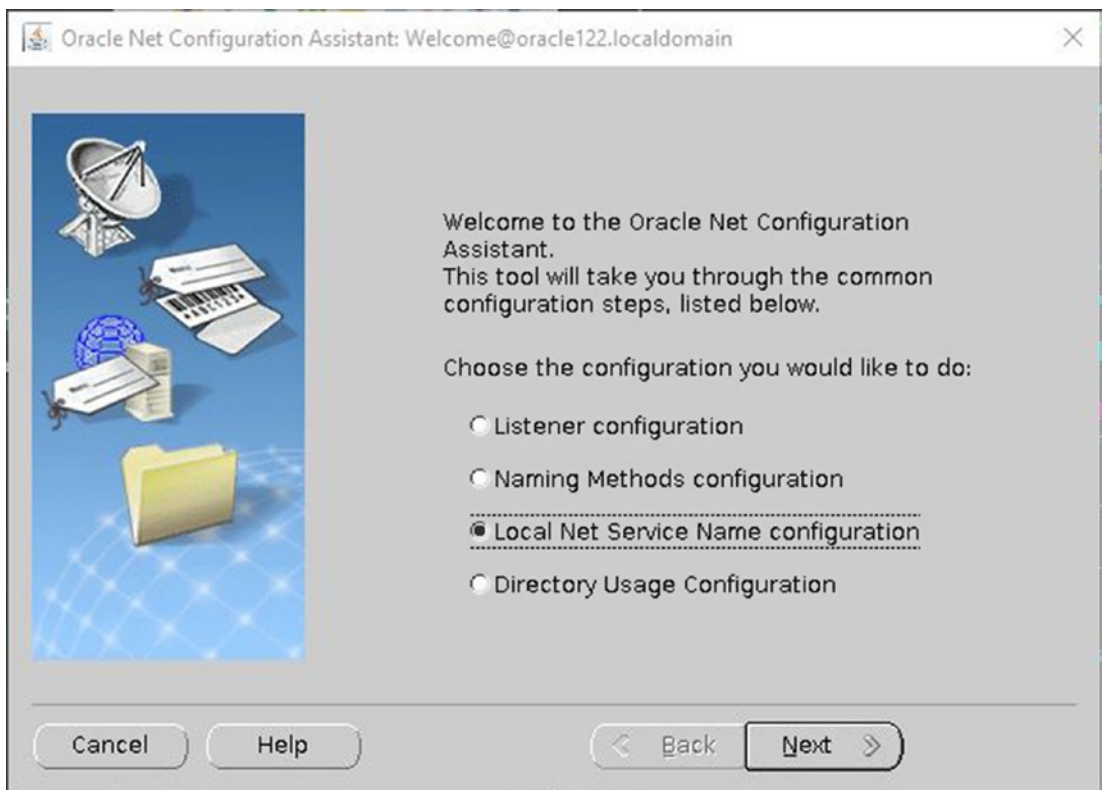 Oracle Net Configuration Assistant: Welcome@oracle122.localdomain
Welcome to the Oracle Net Configuration
Assistant.
This tool will take you through the common
configuration steps, listed below.
Choose the configuration you would like to do:
Listener configuration
Naming Methods configuration
Local Net Service Name configuration
Directory Usage Configuration
Cancel Help Back Next